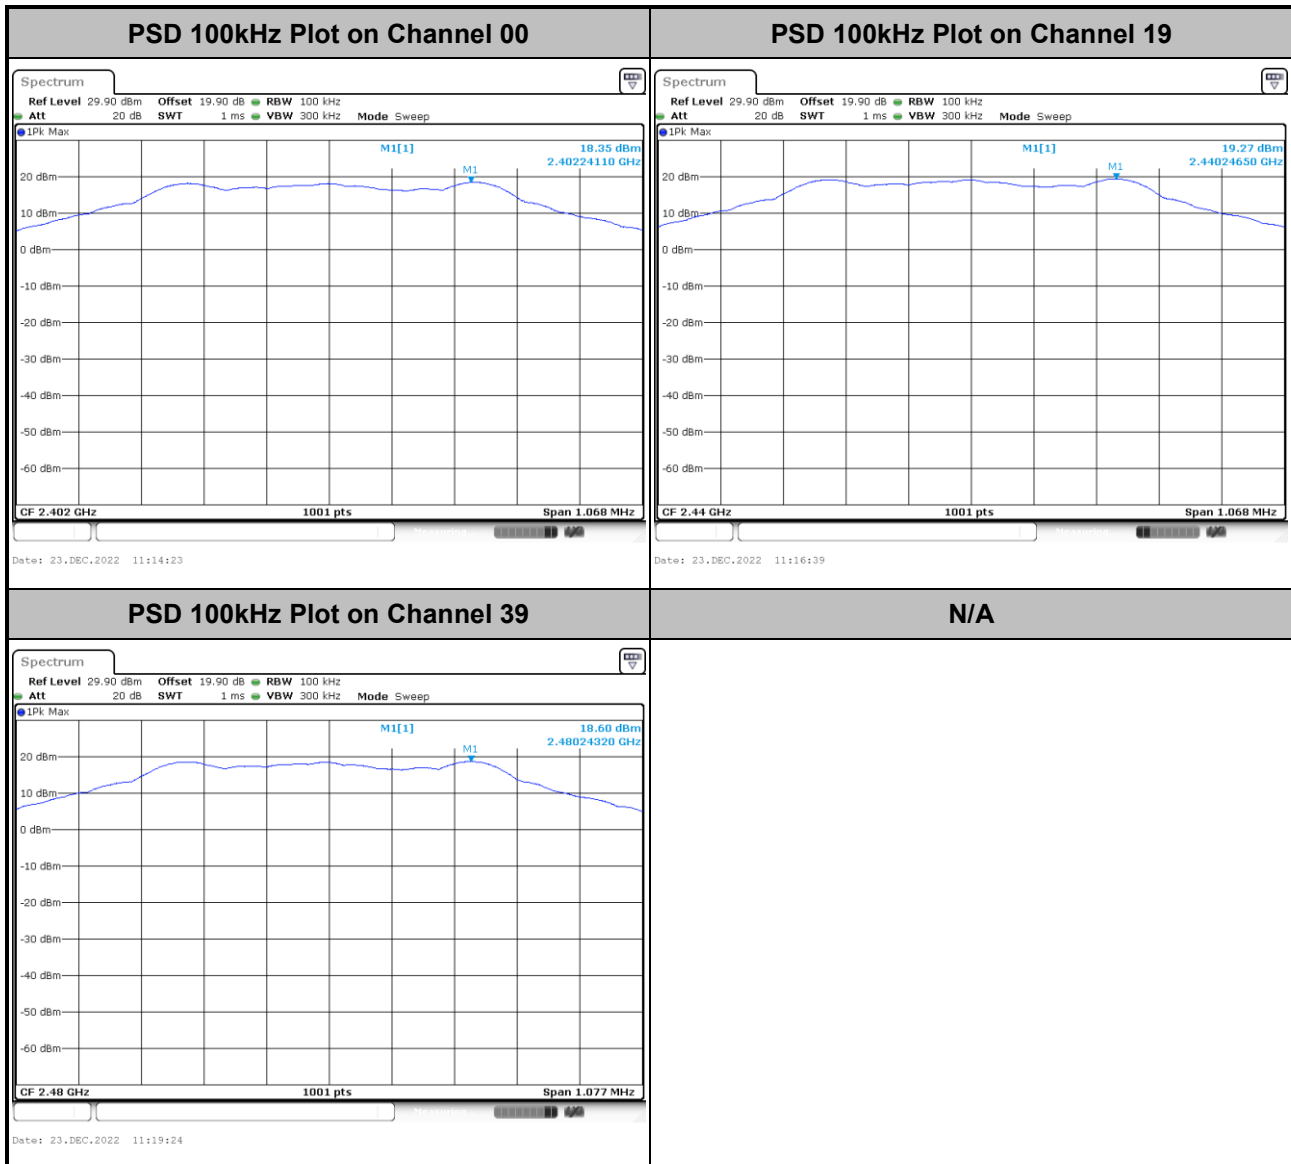 PSD 100kHz Plot on Channel 00
Spectrum
Ref Level 29.90 dBm Offset 19.90 dB RBW 100 kHz
Att 20 dB SWT 1 ms VBW 300 kHz Mode Sweep
1Pk Max
M1[1] 18.35 dBm
2.40224110 GHz
M1
20 dBm
10 dBm
0 dBm
-10 dBm
-20 dBm
-30 dBm
-40 dBm
-50 dBm
-60 dBm
CF 2.402 GHz 1001 pts Span 1.068 MHz
Measuring
Date: 23.DEC.2022 11:14:23
PSD 100kHz Plot on Channel 19
Spectrum
Ref Level 29.90 dBm Offset 19.90 dB RBW 100 kHz
Att 20 dB SWT 1 ms VBW 300 kHz Mode Sweep
1Pk Max
M1[1] 19.27 dBm
2.44024650 GHz
M1
20 dBm
10 dBm
0 dBm
-10 dBm
-20 dBm
-30 dBm
-40 dBm
-50 dBm
-60 dBm
CF 2.44 GHz 1001 pts Span 1.068 MHz
Measuring
Date: 23.DEC.2022 11:16:39
PSD 100kHz Plot on Channel 39
Spectrum
Ref Level 29.90 dBm Offset 19.90 dB RBW 100 kHz
Att 20 dB SWT 1 ms VBW 300 kHz Mode Sweep
1Pk Max
M1[1] 18.60 dBm
2.48024320 GHz
M1
20 dBm
10 dBm
0 dBm
-10 dBm
-20 dBm
-30 dBm
-40 dBm
-50 dBm
-60 dBm
CF 2.48 GHz 1001 pts Span 1.077 MHz
Measuring
Date: 23.DEC.2022 11:19:24
N/A